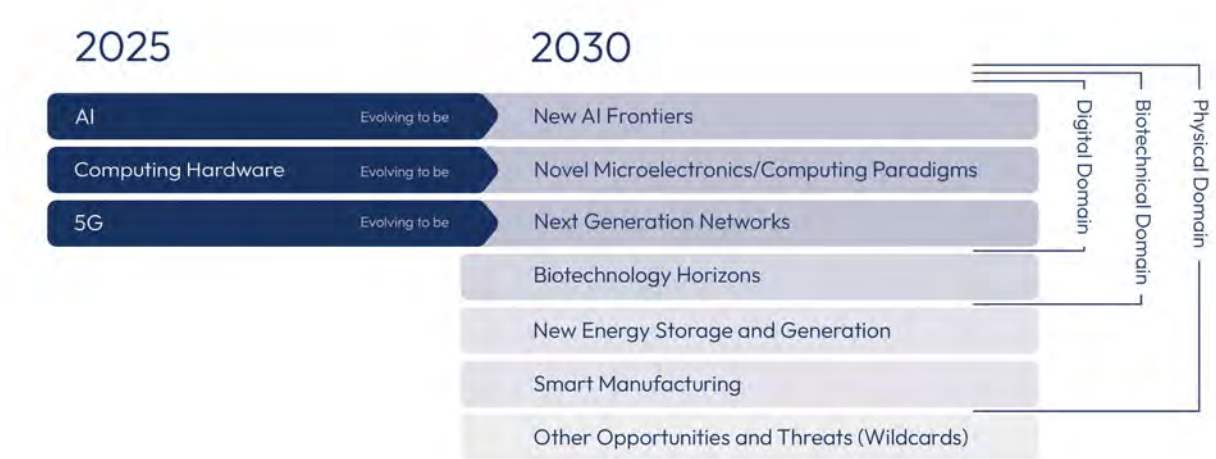 2025
2030
AI
Evolving to be
New AI Frontiers
Computing Hardware
Evolving to be
Novel Microelectronics/Computing Paradigms
5G
Evolving to be
Next Generation Networks
Biotechnology Horizons
New Energy Storage and Generation
Smart Manufacturing
Other Opportunities and Threats (Wildcards)
Digital Domain
Biotechnical Domain
Physical Domain